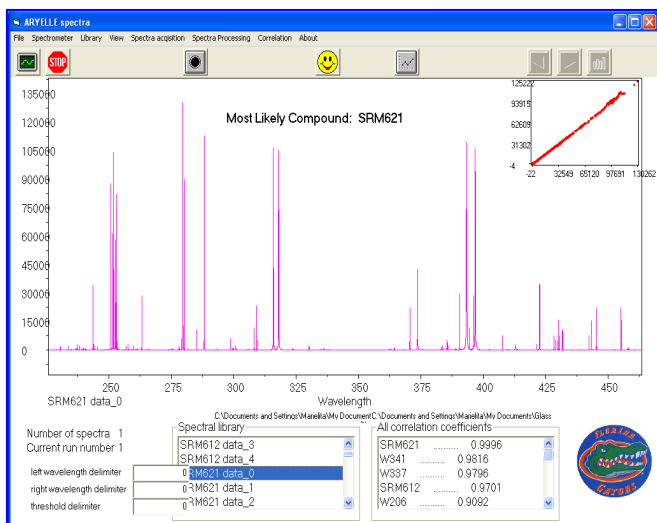 ARYELLE spectra
File Spectrometer Library View Spectra acqisition Spectra Processing Correlation About
STOP
135000
120000
105000
90000
75000
60000
45000
30000
15000
0
Most Likely Compound: SRM621
125222
93915
62609
31302
-4
-22 32549 65120 97691 130262
250 275 300 325 350 375 400 425 450
SRM621 data_0
Wavelength
C:\Documents and Settings\Marielita\My DocumentC:\Documents and Settings\Marielita\My Documents\Glass
Number of spectra 1
Current run number 1
left wavelength delimiter 0
right wavelength delimiter 0
threshold delimiter 0
Spectral library
SRM612 data_3
SRM612 data_4
SRM621 data_0
SRM621 data_1
SRM621 data_2
All correlation coefficients
SRM621 .......... 0.9996
W341 .......... 0.9816
W337 .......... 0.9796
SRM612 .......... 0.9701
W206 .......... 0.9092
FLORIDA
GATORS